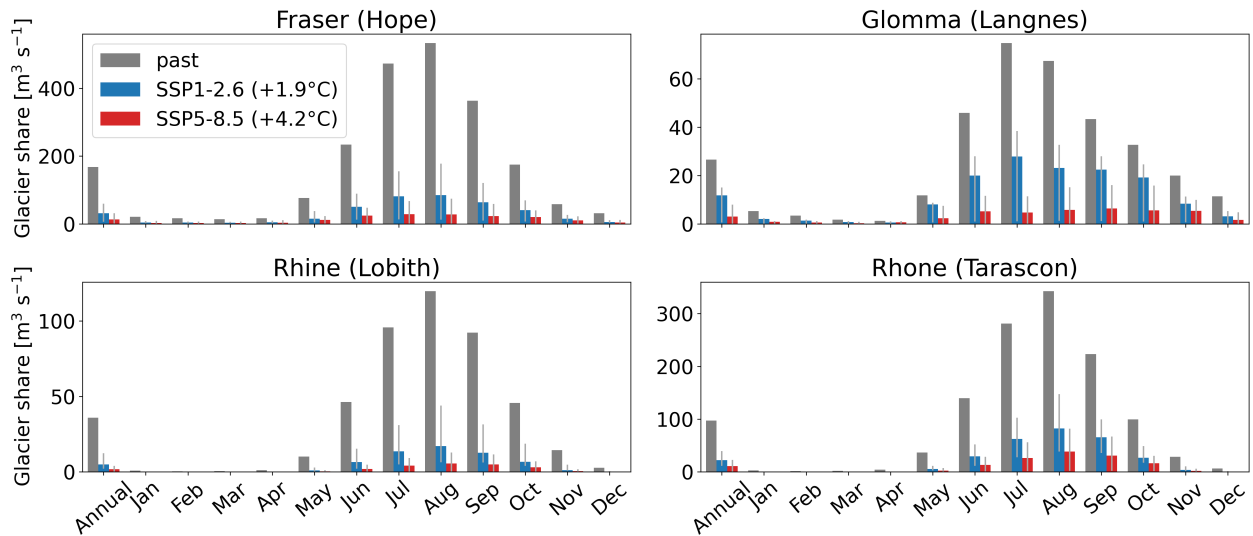 Fraser (Hope)
Glacier share [m³ s⁻¹]
400
200
0
past
SSP1-2.6 (+1.9°C)
SSP5-8.5 (+4.2°C)
Glomma (Langnes)
60
40
20
0
Rhine (Lobith)
Glacier share [m³ s⁻¹]
100
50
0
Annual Jan Feb Mar Apr May Jun Jul Aug Sep Oct Nov Dec
Rhone (Tarascon)
300
200
100
0
Annual Jan Feb Mar Apr May Jun Jul Aug Sep Oct Nov Dec